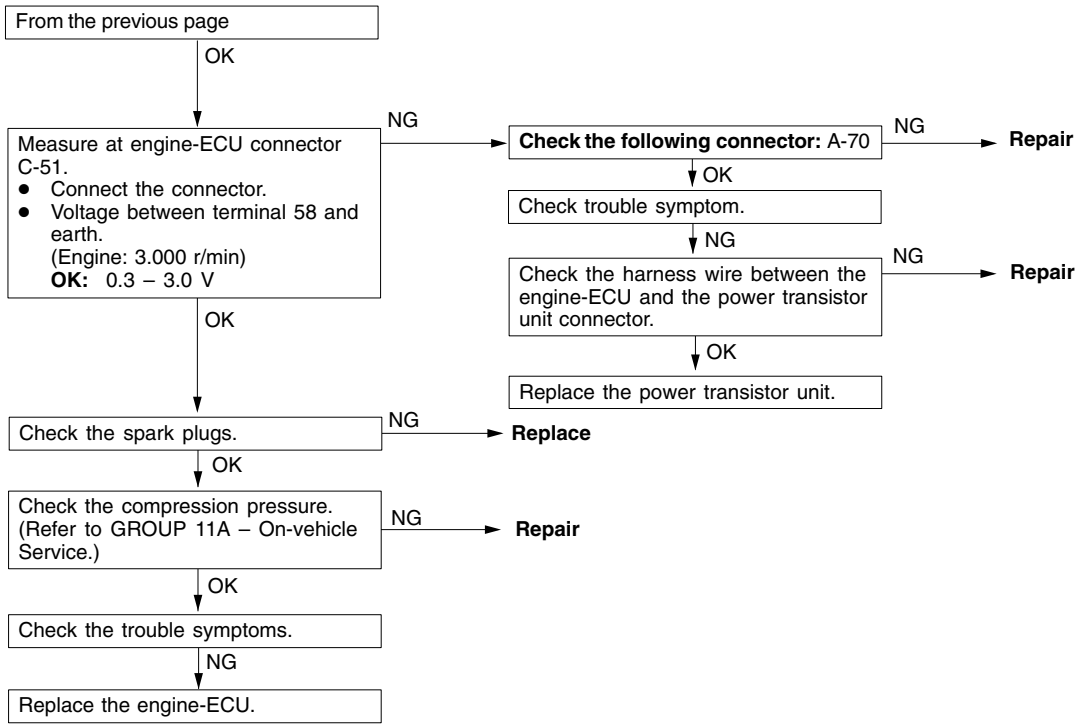 From the previous page
OK
Measure at engine-ECU connector
C-51.
● Connect the connector.
● Voltage between terminal 58 and
earth.
(Engine: 3.000 r/min)
OK: 0.3 – 3.0 V
NG
Check the following connector: A-70
NG
Repair
OK
Check trouble symptom.
NG
Check the harness wire between the
engine-ECU and the power transistor
unit connector.
NG
Repair
OK
Replace the power transistor unit.
OK
Check the spark plugs.
NG
Replace
OK
Check the compression pressure.
(Refer to GROUP 11A – On-vehicle
Service.)
NG
Repair
OK
Check the trouble symptoms.
NG
Replace the engine-ECU.